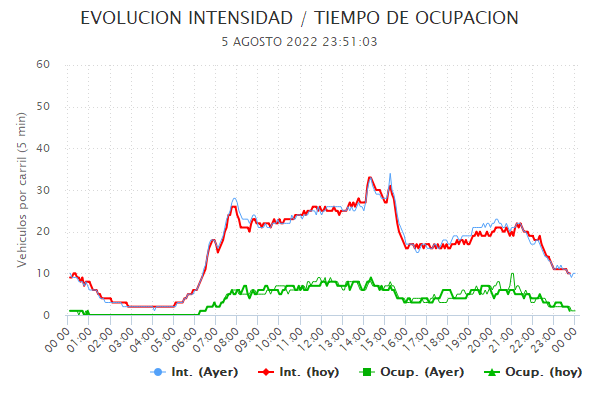 EVOLUCION INTENSIDAD / TIEMPO DE OCUPACION
5 AGOSTO 2022 23:51:03
Vehiculos por carril (5 min)
60
50
40
30
20
10
0
00:00 01:00 02:00 03:00 04:00 05:00 06:00 07:00 08:00 09:00 10:00 11:00 12:00 13:00 14:00 15:00 16:00 17:00 18:00 19:00 20:00 21:00 22:00 23:00 00:00
Int. (Ayer) Int. (hoy) Ocup. (Ayer) Ocup. (hoy)